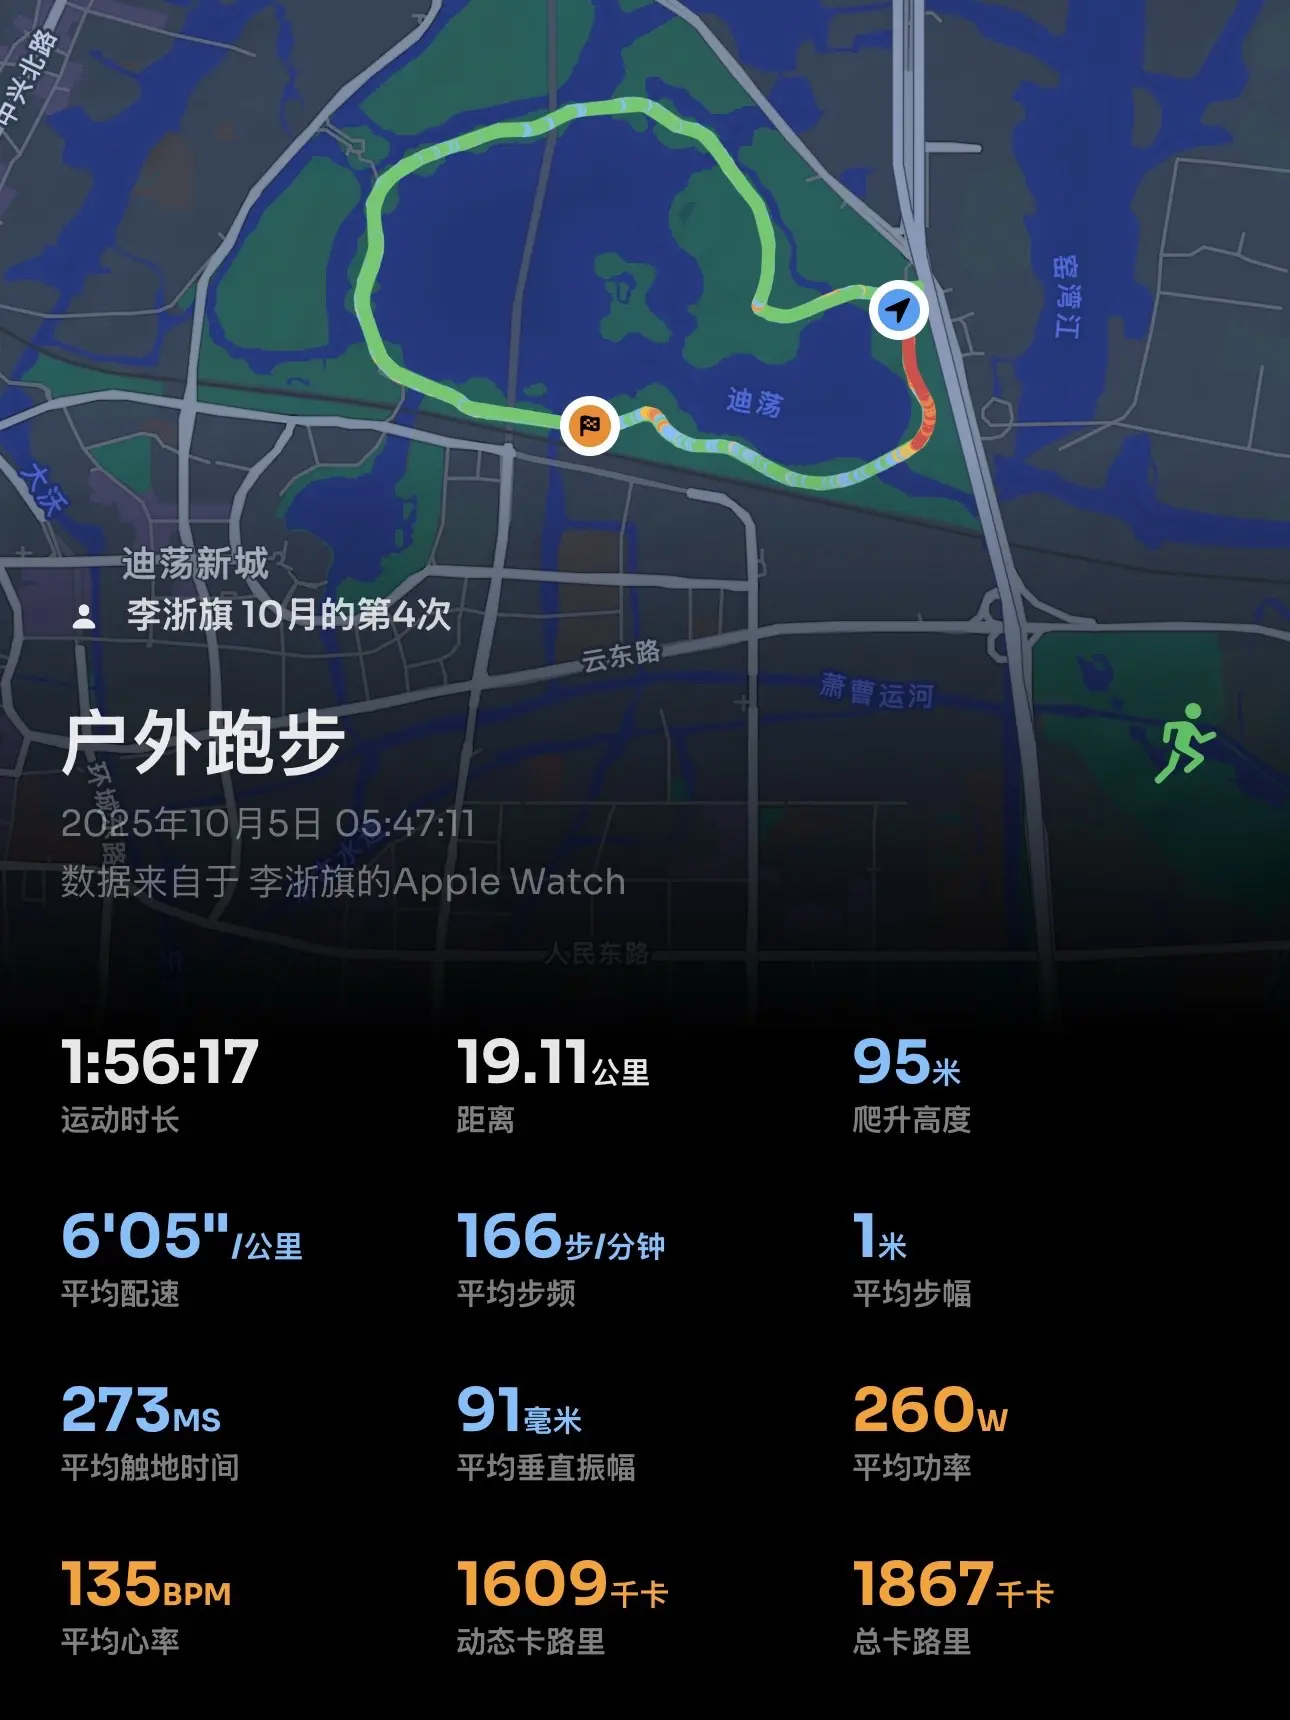 中兴北路
窑湾江
迪荡
大沃
迪荡新城
李浙旗 10月的第4次
云东路
萧曹运河
户外跑步
2025年10月5日 05:47:11
数据来自于 李浙旗的Apple Watch
人民东路
1:56:17
运动时长
19.11公里
距离
95米
爬升高度
6'05"/公里
平均配速
166步/分钟
平均步频
1米
平均步幅
273MS
平均触地时间
91毫米
平均垂直振幅
260W
平均功率
135BPM
平均心率
1609千卡
动态卡路里
1867千卡
总卡路里